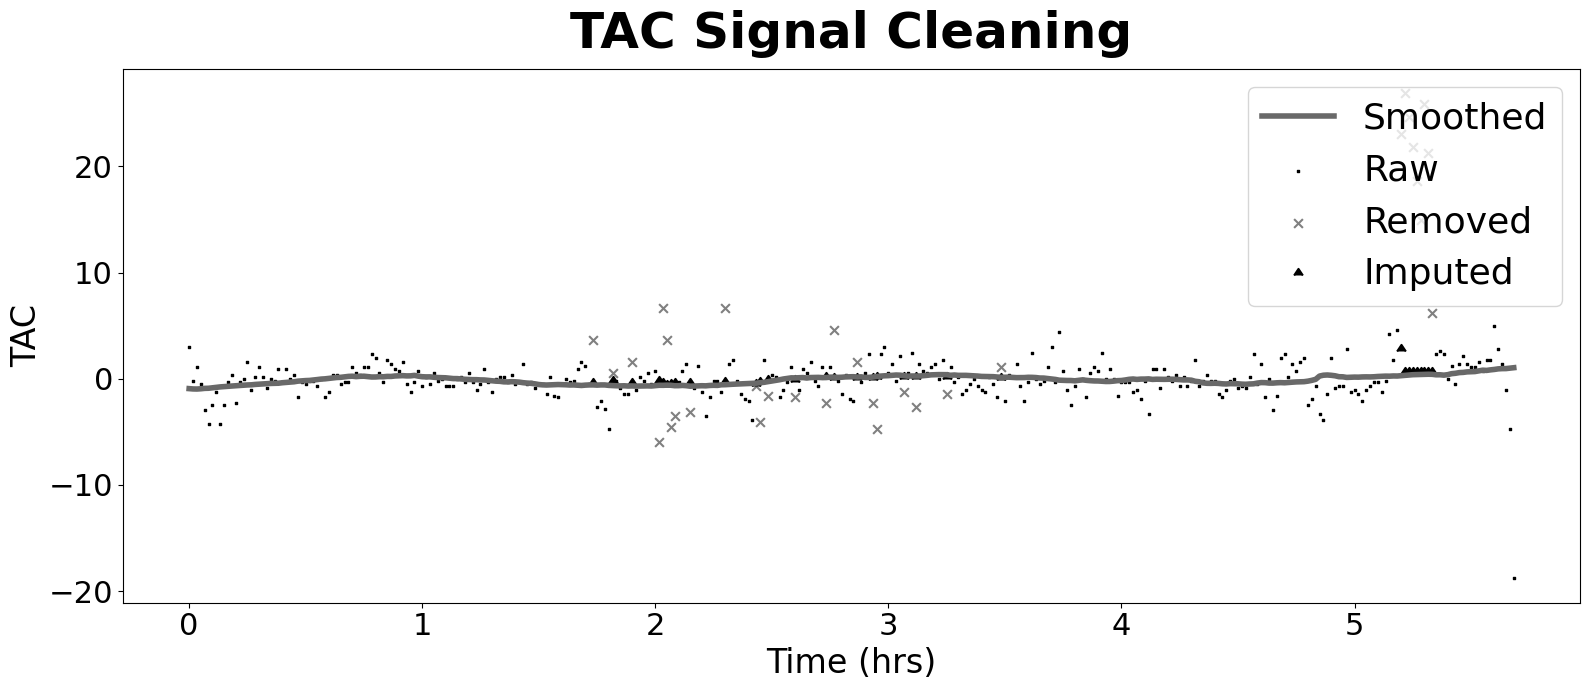 TAC Signal Cleaning
Smoothed
Raw
Removed
Imputed
TAC
20
10
0
−10
−20
0 1 2 3 4 5
Time (hrs)